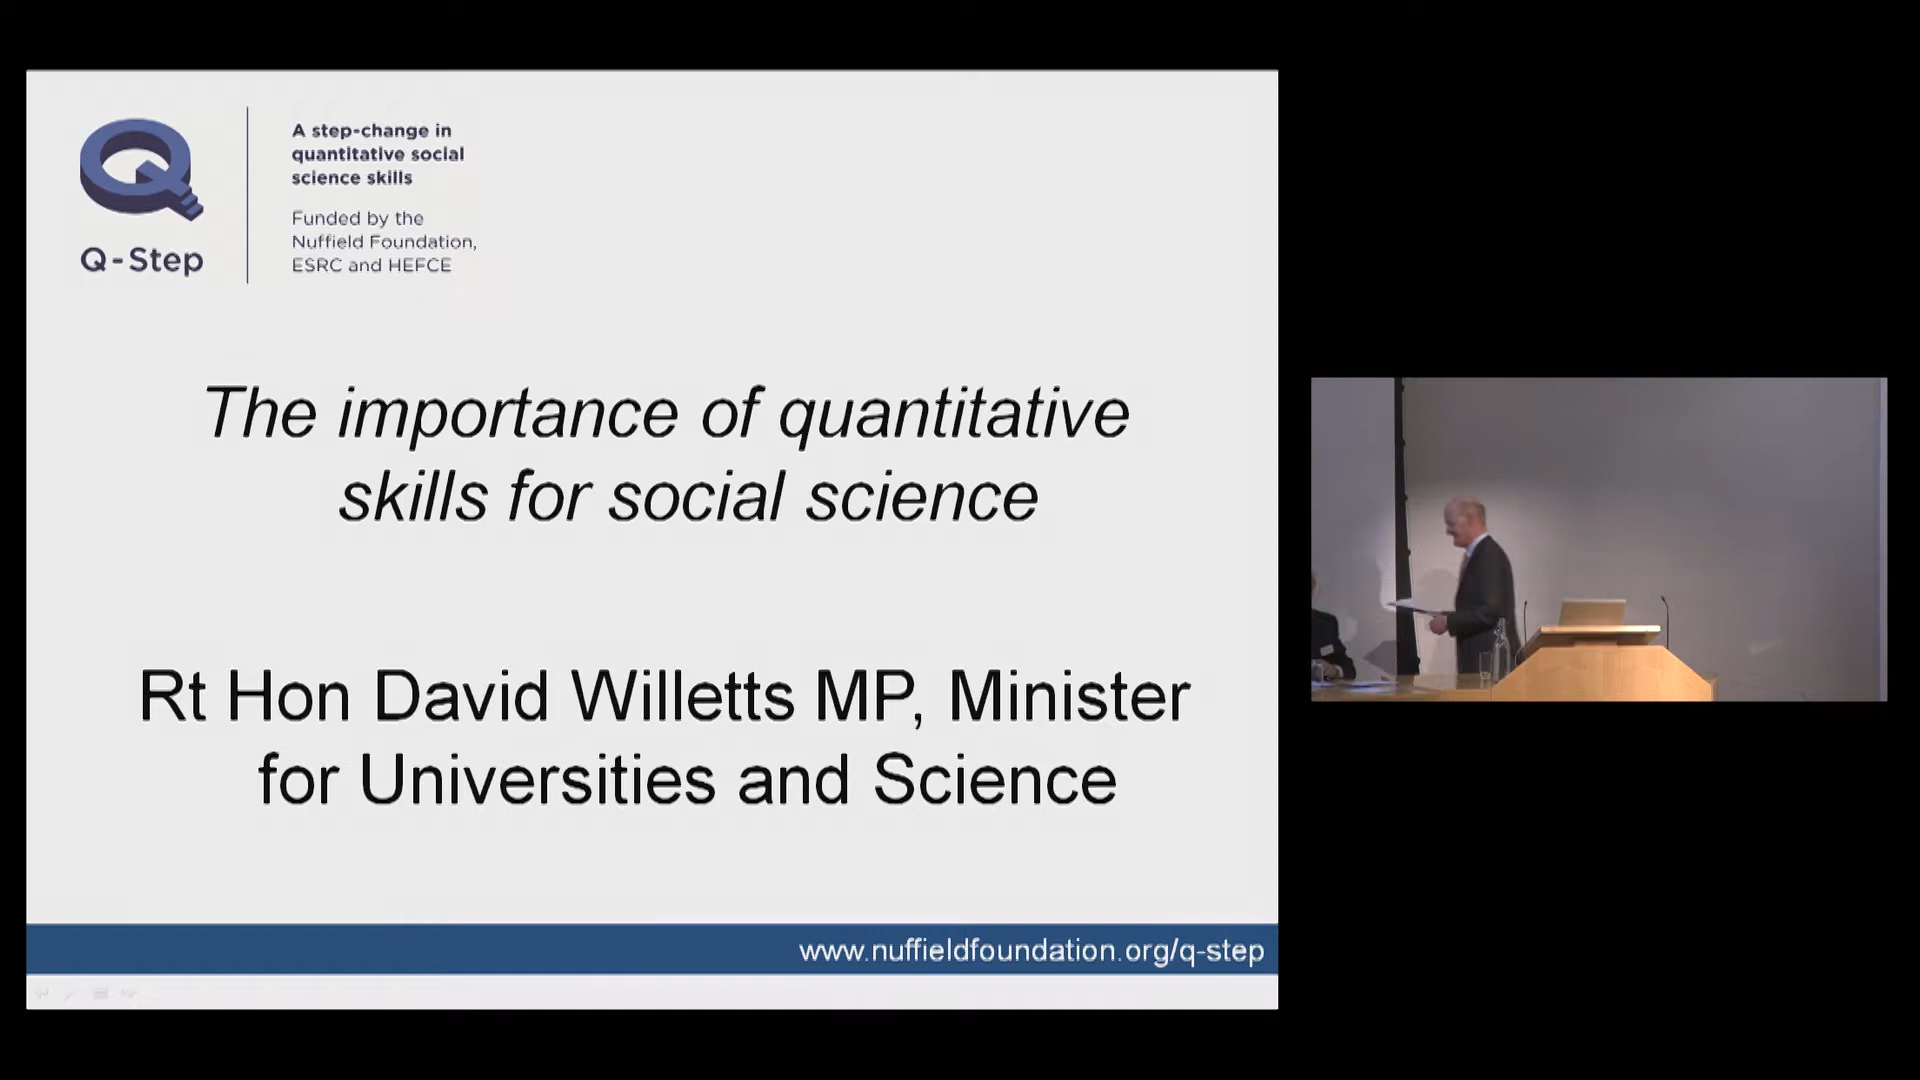 A step-change in
quantitative social
science skills
Funded by the
Nuffield Foundation,
ESRC and HEFCE
Q-Step
The importance of quantitative
skills for social science
Rt Hon David Willetts MP, Minister
for Universities and Science
www.nuffieldfoundation.org/q-step